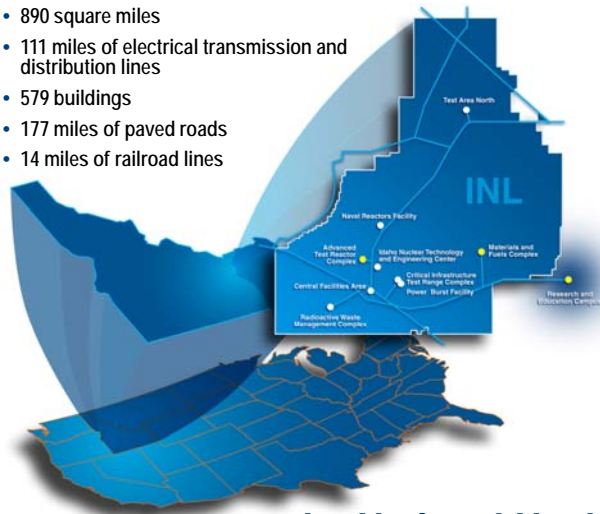 • 890 square miles
• 111 miles of electrical transmission and
distribution lines
• 579 buildings
• 177 miles of paved roads
• 14 miles of railroad lines
Test Area North
INL
Naval Reactors Facility
Advanced
Test Reactor
Complex
Idaho Nuclear Technology
and Engineering Center
Materials and
Fuels Complex
Critical Infrastructure
Test Range Complex
Power Burst Facility
Central Facilities Area
Research and
Education Campus
Radioactive Waste
Management Complex